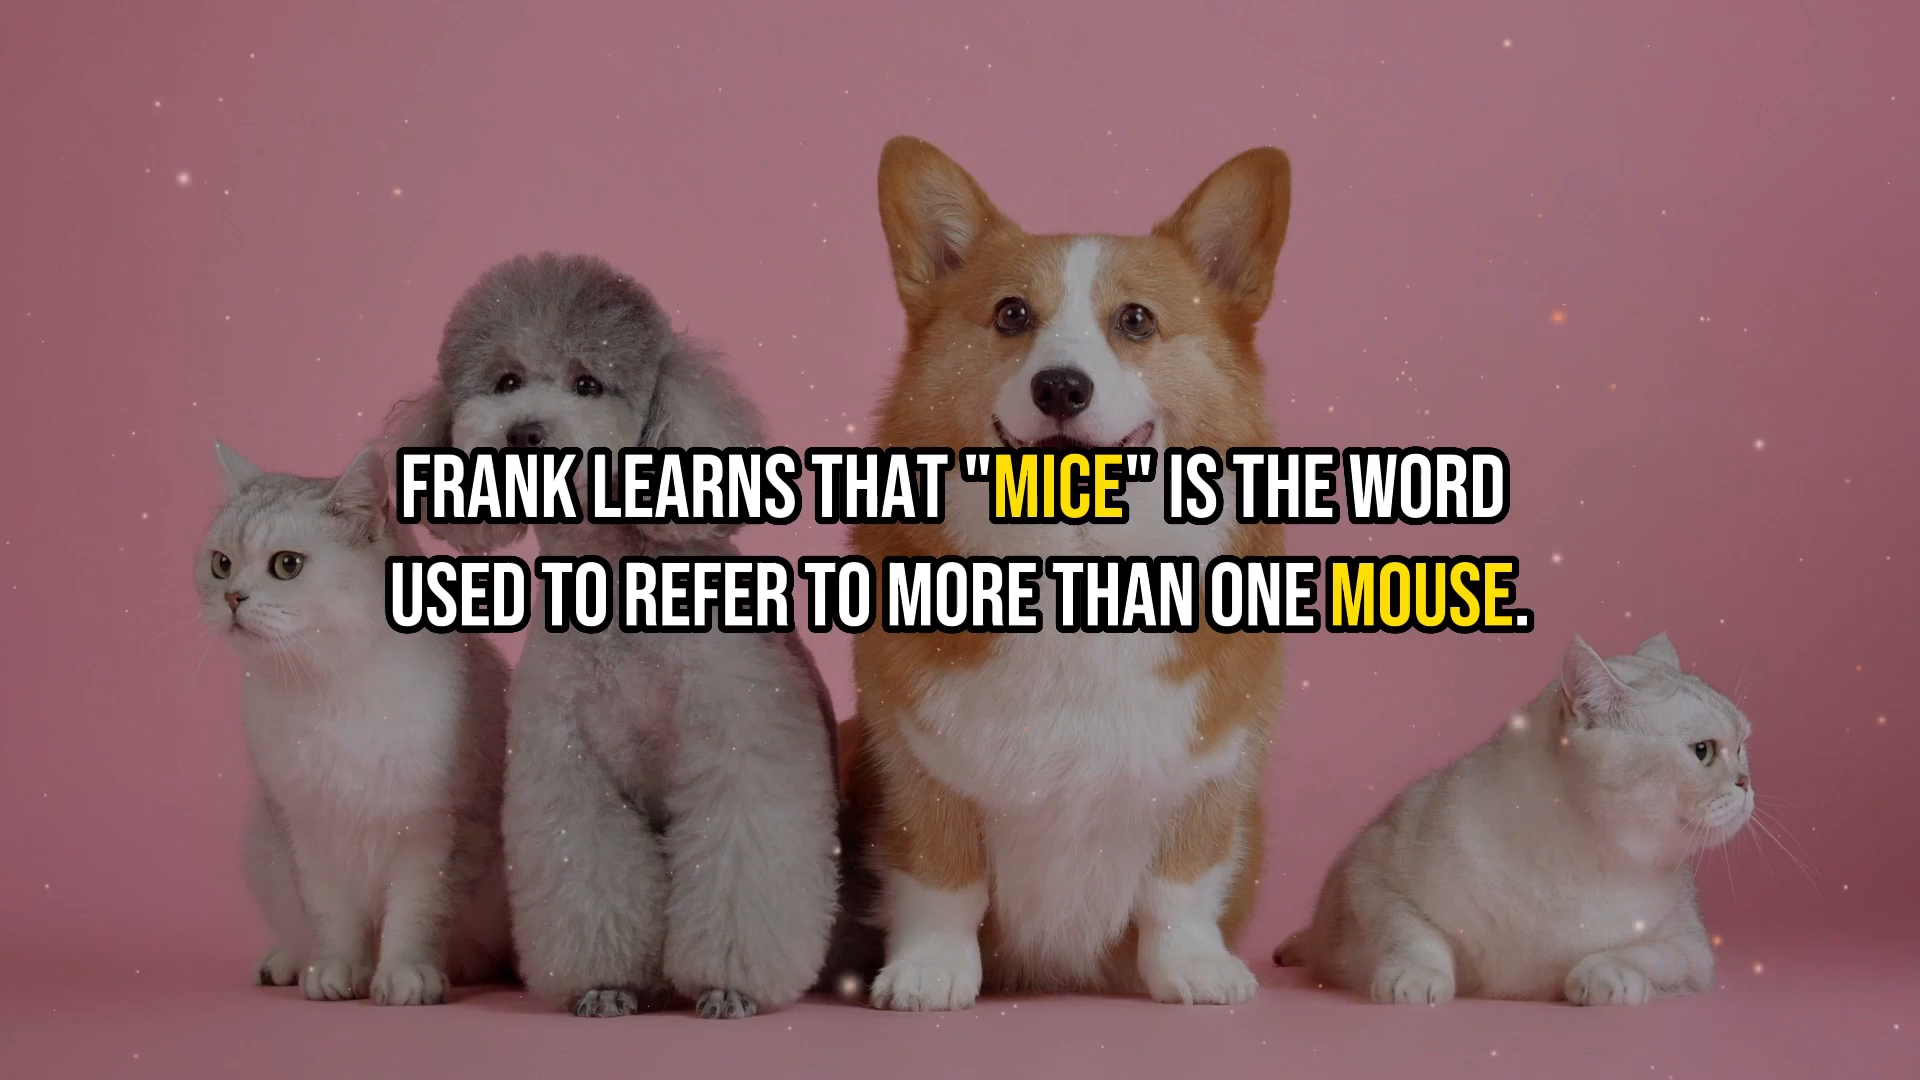 FRANK LEARNS THAT "MICE" IS THE WORD
USED TO REFER TO MORE THAN ONE MOUSE.